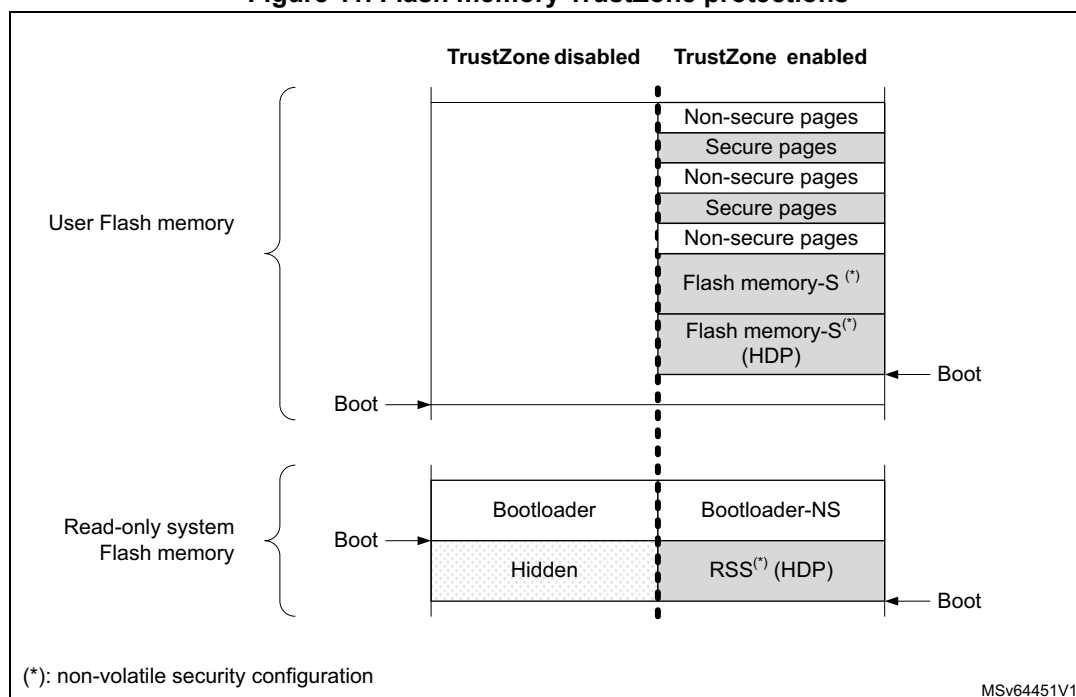 Figure Flash memory TrustZone protections
TrustZone disabled TrustZone enabled
Non-secure pages
Secure pages
Non-secure pages
Secure pages
Non-secure pages
User Flash memory
Flash memory-S (*)
Flash memory-S(*)
(HDP)
Boot
Boot
Bootloader Bootloader-NS
Read-only system
Flash memory
Boot
Hidden RSS(*) (HDP)
Boot
(*): non-volatile security configuration
MSv64451V1